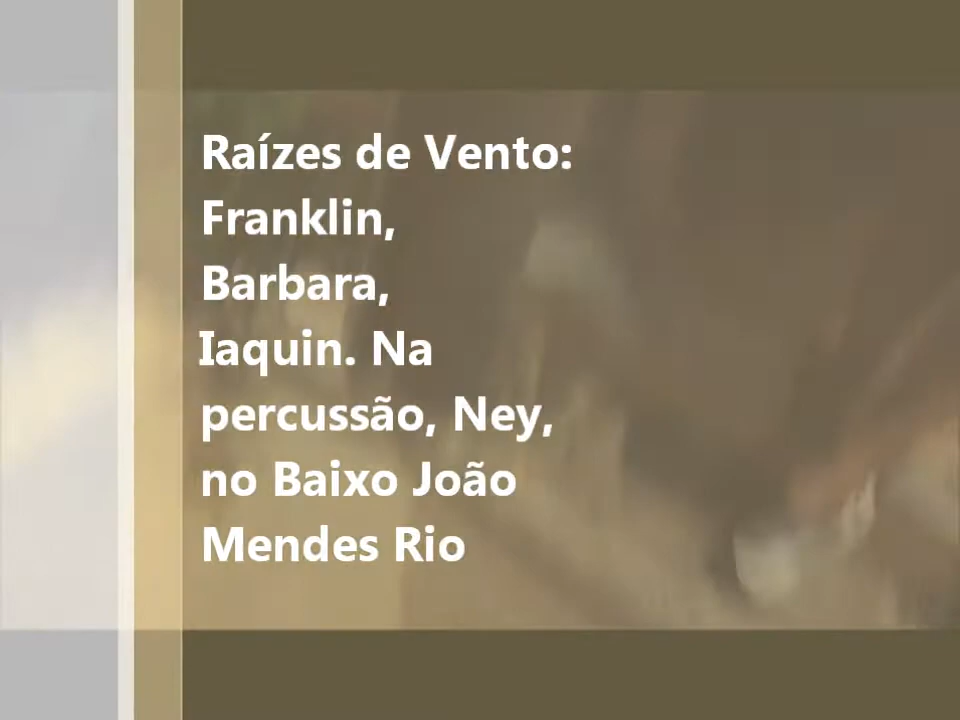 Raízes de Vento:
Franklin,
Barbara,
Iaquin. Na
percussão, Ney,
no Baixo João
Mendes Rio